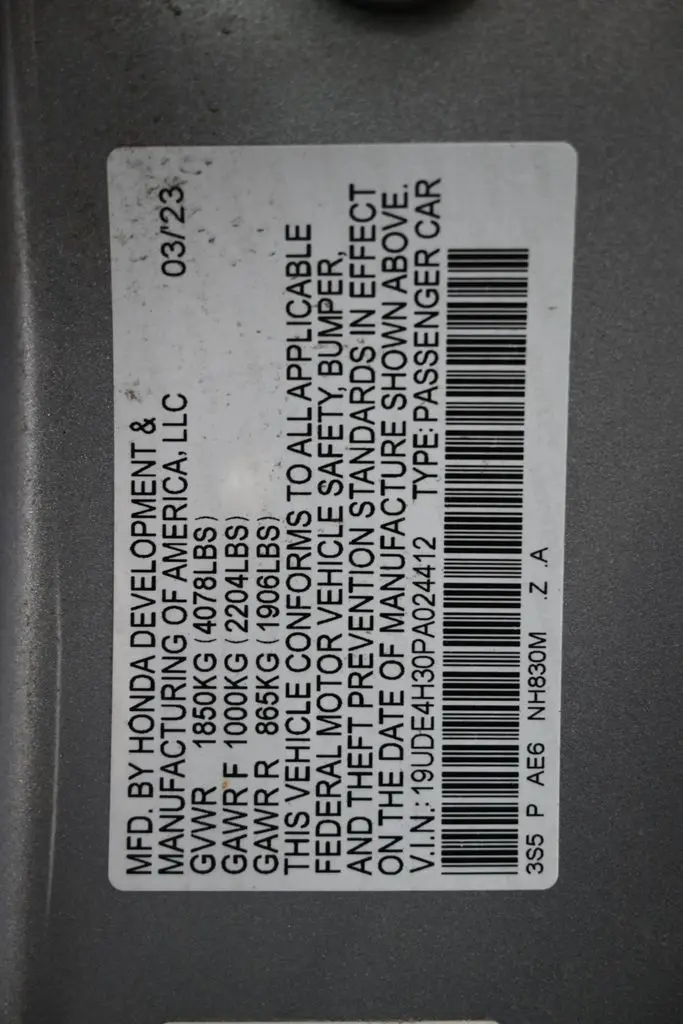 MFD. BY HONDA DEVELOPMENT &
MANUFACTURING OF AMERICA, LLC 03/'23
GVWR 1850KG (4078LBS)
GAWR F 1000KG (2204LBS)
GAWR R 865KG (1906LBS)
THIS VEHICLE CONFORMS TO ALL APPLICABLE
FEDERAL MOTOR VEHICLE SAFETY, BUMPER,
AND THEFT PREVENTION STANDARDS IN EFFECT
ON THE DATE OF MANUFACTURE SHOWN ABOVE.
V.I.N.: 19UDE4H30PA024412 TYPE: PASSENGER CAR
3S5 P AE6 NH830M .Z .A